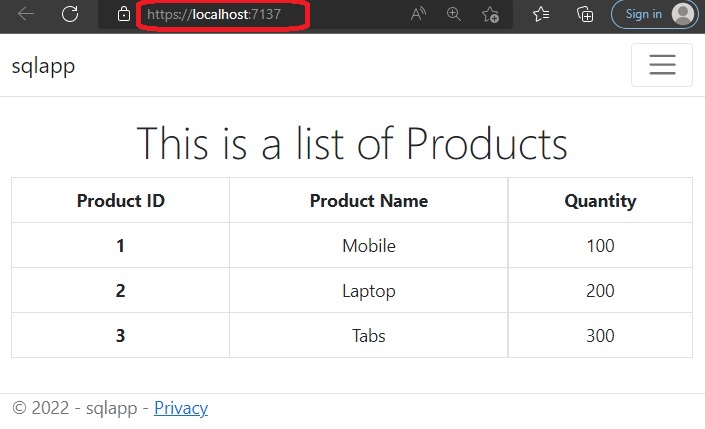 https://localhost:7137 A Sign in
sqlapp
This is a list of Products
Product ID Product Name Quantity
1 Mobile 100
2 Laptop 200
3 Tabs 300
© 2022 - sqlapp - Privacy